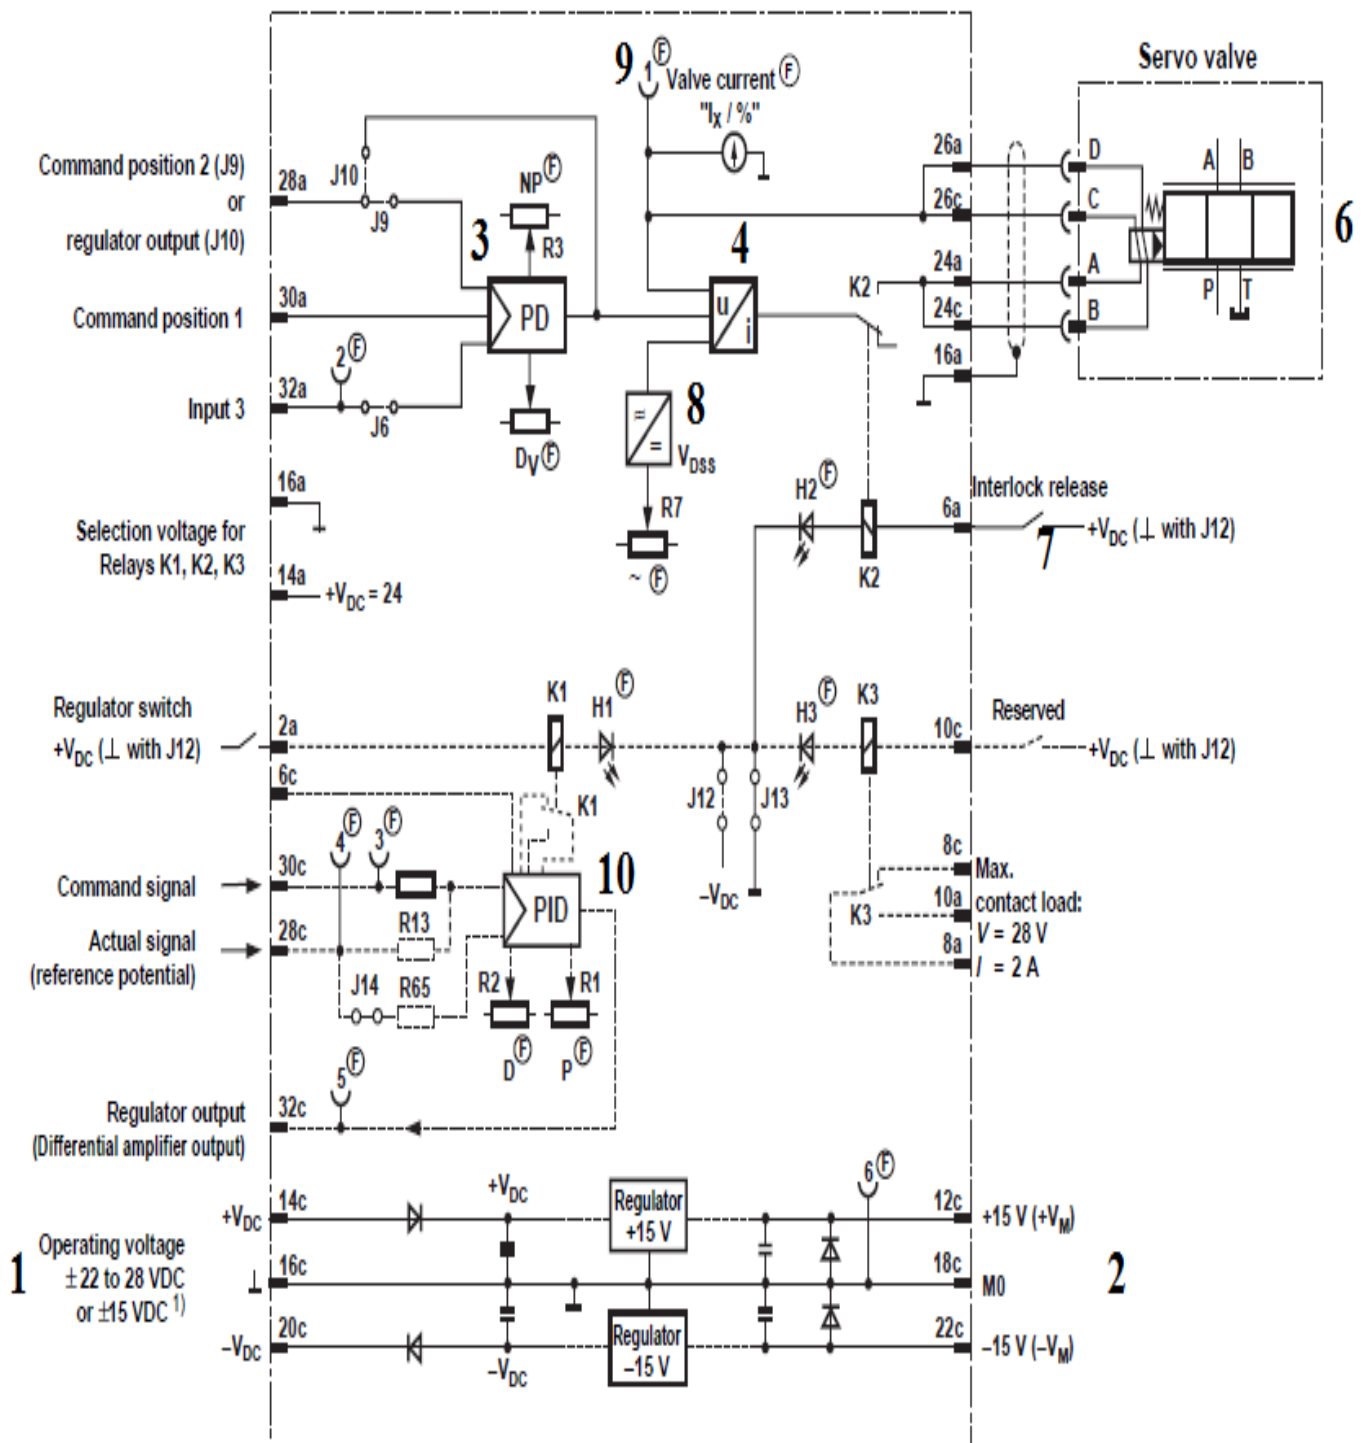 Servo valve
9
1 Ⓕ
Valve current Ⓕ
"IX / %"
Command position 2 (J9)
or
regulator output (J10)
28a
J10
J9
NP Ⓕ
R3
3
4
26a
26c
24a
24c
16a
K2
D
C
A
B
A B
P T
6
Command position 1
30a
PD
u
i
2 Ⓕ
Input 3
32a
J6
DV Ⓕ
=
=
8
VDSS
R7
~ Ⓕ
16a
Selection voltage for
Relays K1, K2, K3
14a
+VDC = 24
H2 Ⓕ
K2
6a
Interlock release
7
+VDC (⊥ with J12)
Regulator switch
+VDC (⊥ with J12)
2a
6c
K1
H1 Ⓕ
K1
H3 Ⓕ
K3
10c
Reserved
+VDC (⊥ with J12)
J12
J13
–VDC
4 Ⓕ
3 Ⓕ
Command signal
30c
Actual signal
(reference potential)
28c
R13
J14
R65
PID
10
R2
R1
D Ⓕ
P Ⓕ
K3
8c
10a
8a
Max.
contact load:
V = 28 V
I = 2 A
5 Ⓕ
Regulator output
(Differential amplifier output)
32c
+VDC
14c
+VDC
Regulator
+15 V
6 Ⓕ
12c
+15 V (+VM)
1
Operating voltage
± 22 to 28 VDC
or ±15 VDC 1)
16c
18c
M0
2
–VDC
20c
–VDC
Regulator
–15 V
22c
–15 V (–VM)